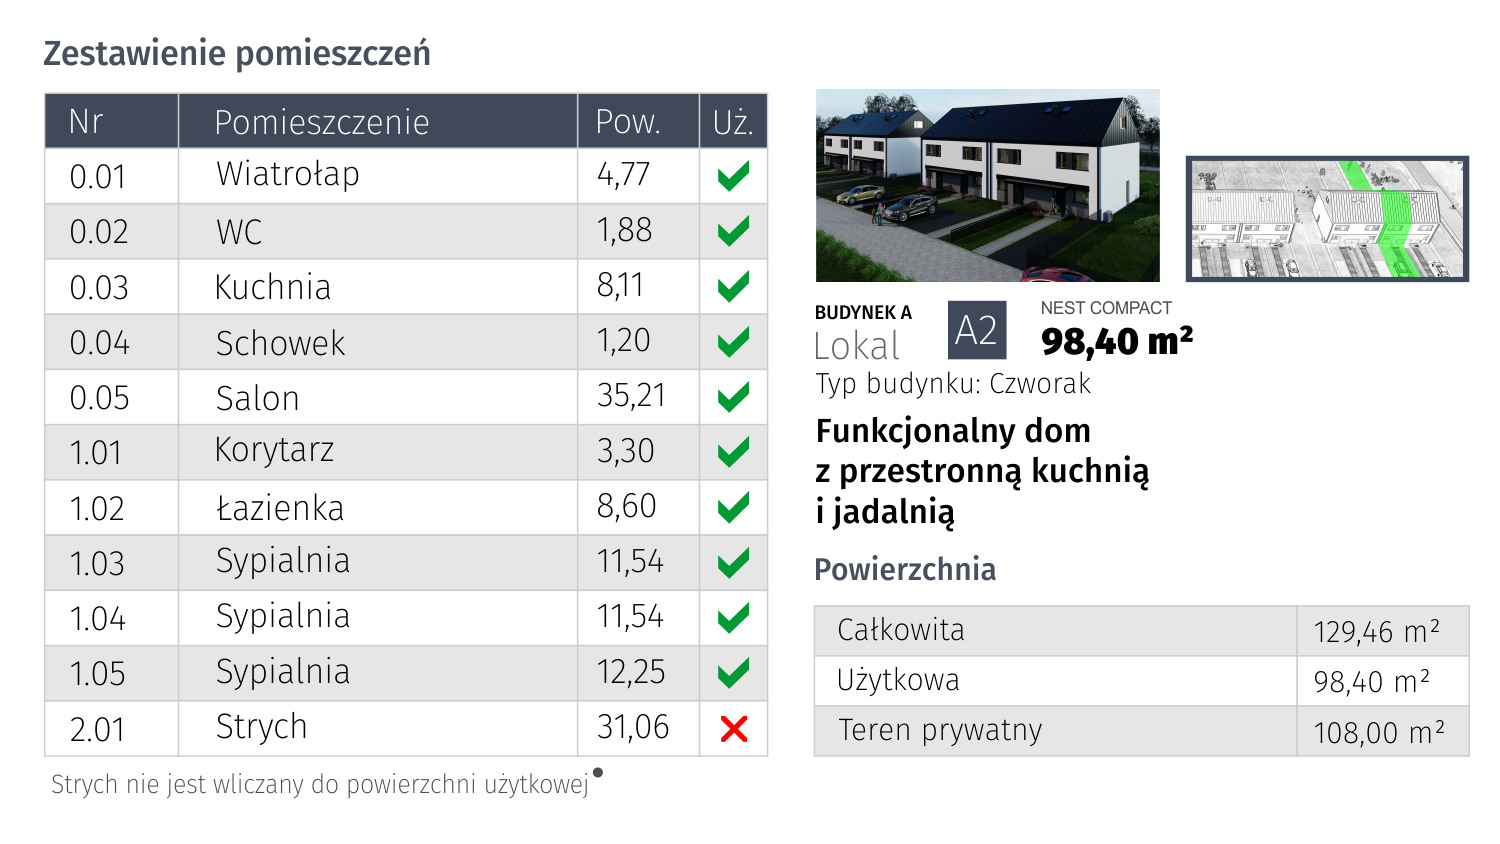 Zestawienie pomieszczeń
Nr Pomieszczenie Pow. Uż.
0.01 Wiatrołap 4,77
0.02 WC 1,88
0.03 Kuchnia 8,11
0.04 Schowek 1,20
0.05 Salon 35,21
1.01 Korytarz 3,30
1.02 Łazienka 8,60
1.03 Sypialnia 11,54
1.04 Sypialnia 11,54
1.05 Sypialnia 12,25
2.01 Strych 31,06
Strych nie jest wliczany do powierzchni użytkowej
BUDYNEK A
Lokal
A2
NEST COMPACT
98,40 m²
Typ budynku: Czworak
Funkcjonalny dom
z przestronną kuchnią
i jadalnią
Powierzchnia
Całkowita 129,46 m²
Użytkowa 98,40 m²
Teren prywatny 108,00 m²